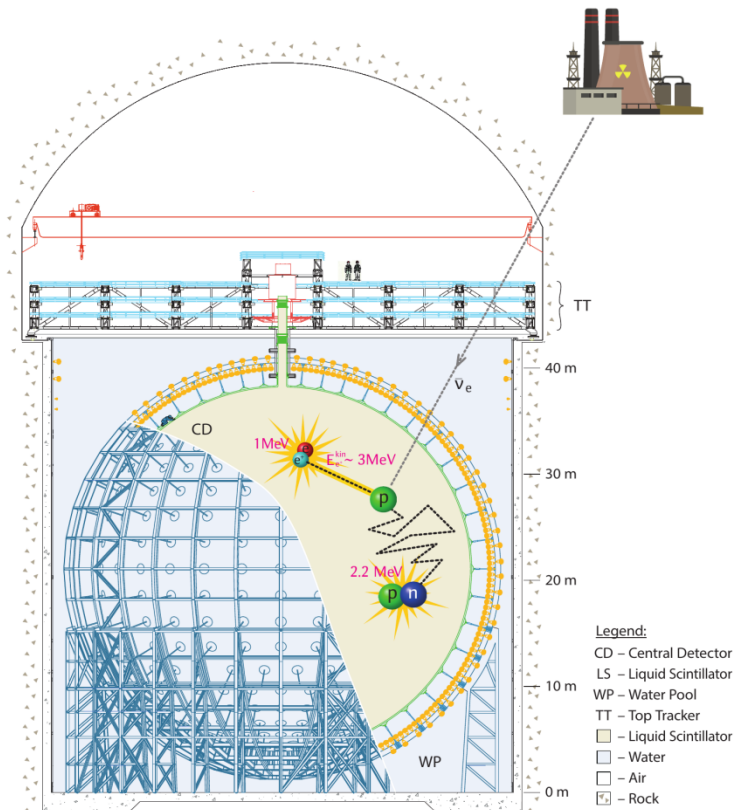 TT
40 m
ν̄e
CD
1MeV
e⁻
e⁺
E kin e⁺ ~ 3MeV
p
30 m
2.2 MeV
p
n
20 m
Legend:
CD – Central Detector
LS – Liquid Scintillator
WP – Water Pool
TT – Top Tracker
– Liquid Scintillator
– Water
– Air
– Rock
10 m
WP
0 m